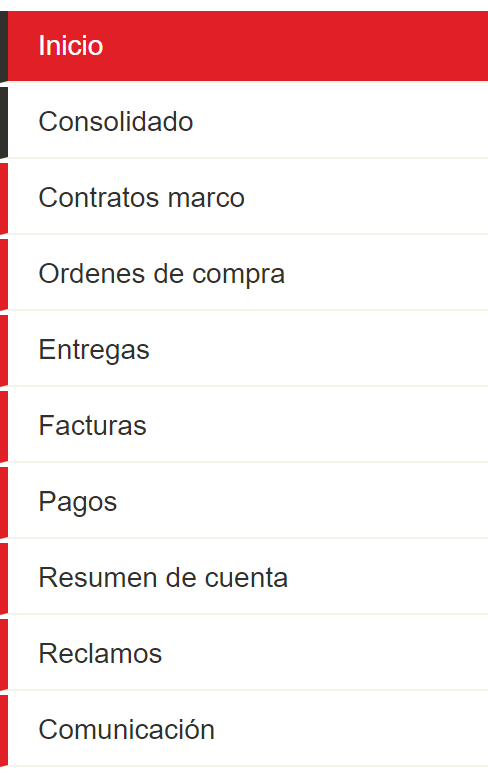 Inicio
Consolidado
Contratos marco
Ordenes de compra
Entregas
Facturas
Pagos
Resumen de cuenta
Reclamos
Comunicación